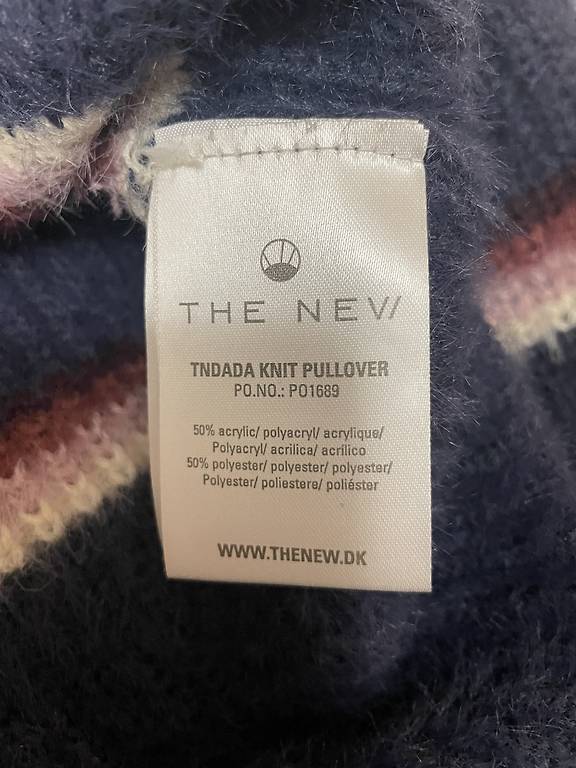 THE NEW
TNDADA KNIT PULLOVER
PO.NO.: PO1689
50% acrylic/ polyacryl/ acrylique/
Polyacryl/ acrilica/ acrílico
50% polyester/ polyester/ polyester/
Polyester/ poliestere/ poliéster
WWW.THENEW.DK